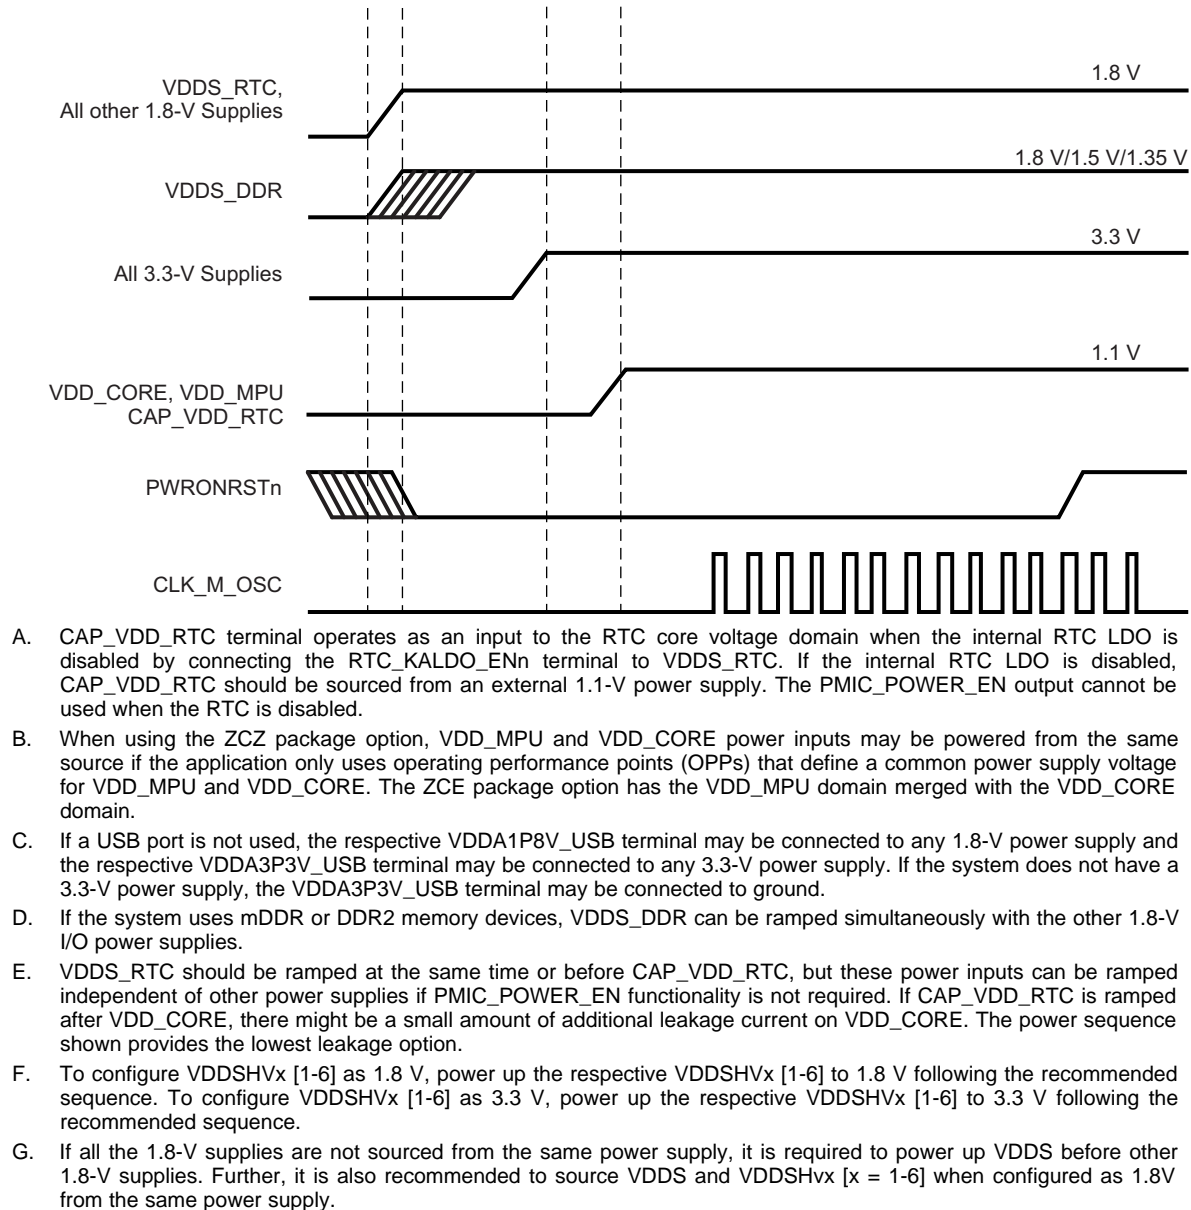 1.8 V
VDDS_RTC,
All other 1.8-V Supplies
1.8 V/1.5 V/1.35 V
VDDS_DDR
3.3 V
All 3.3-V Supplies
1.1 V
VDD_CORE, VDD_MPU
CAP_VDD_RTC
PWRONRSTn
CLK_M_OSC
A. CAP_VDD_RTC terminal operates as an input to the RTC core voltage domain when the internal RTC LDO is
disabled by connecting the RTC_KALDO_ENn terminal to VDDS_RTC. If the internal RTC LDO is disabled,
CAP_VDD_RTC should be sourced from an external 1.1-V power supply. The PMIC_POWER_EN output cannot be
used when the RTC is disabled.
B. When using the ZCZ package option, VDD_MPU and VDD_CORE power inputs may be powered from the same
source if the application only uses operating performance points (OPPs) that define a common power supply voltage
for VDD_MPU and VDD_CORE. The ZCE package option has the VDD_MPU domain merged with the VDD_CORE
domain.
C. If a USB port is not used, the respective VDDA1P8V_USB terminal may be connected to any 1.8-V power supply and
the respective VDDA3P3V_USB terminal may be connected to any 3.3-V power supply. If the system does not have a
3.3-V power supply, the VDDA3P3V_USB terminal may be connected to ground.
D. If the system uses mDDR or DDR2 memory devices, VDDS_DDR can be ramped simultaneously with the other 1.8-V
I/O power supplies.
E. VDDS_RTC should be ramped at the same time or before CAP_VDD_RTC, but these power inputs can be ramped
independent of other power supplies if PMIC_POWER_EN functionality is not required. If CAP_VDD_RTC is ramped
after VDD_CORE, there might be a small amount of additional leakage current on VDD_CORE. The power sequence
shown provides the lowest leakage option.
F. To configure VDDSHVx [1-6] as 1.8 V, power up the respective VDDSHVx [1-6] to 1.8 V following the recommended
sequence. To configure VDDSHVx [1-6] as 3.3 V, power up the respective VDDSHVx [1-6] to 3.3 V following the
recommended sequence.
G. If all the 1.8-V supplies are not sourced from the same power supply, it is required to power up VDDS before other
1.8-V supplies. Further, it is also recommended to source VDDS and VDDSHvx [x = 1-6] when configured as 1.8V
from the same power supply.